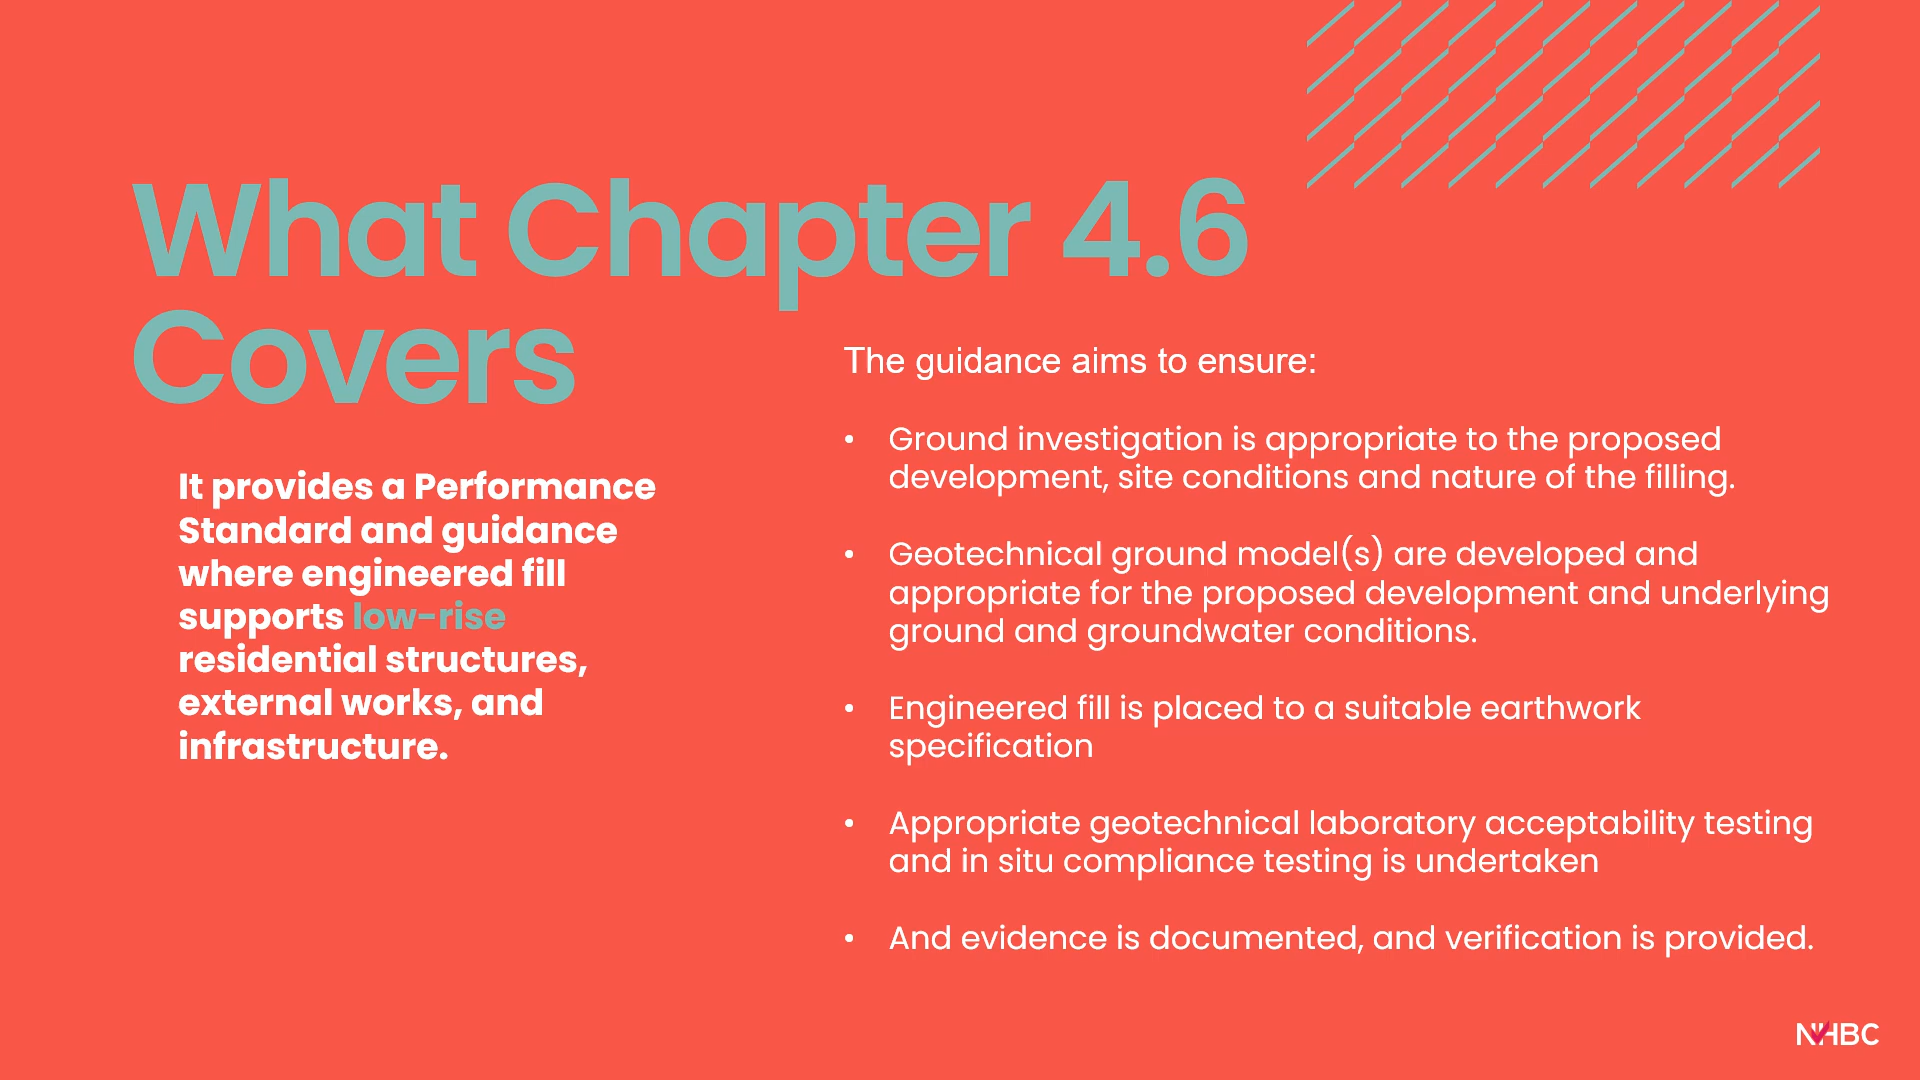 What Chapter 4.6
Covers
It provides a Performance
Standard and guidance
where engineered fill
supports low-rise
residential structures,
external works, and
infrastructure.
The guidance aims to ensure:
• Ground investigation is appropriate to the proposed
development, site conditions and nature of the filling.
• Geotechnical ground model(s) are developed and
appropriate for the proposed development and underlying
ground and groundwater conditions.
• Engineered fill is placed to a suitable earthwork
specification
• Appropriate geotechnical laboratory acceptability testing
and in situ compliance testing is undertaken
• And evidence is documented, and verification is provided.
NHBC